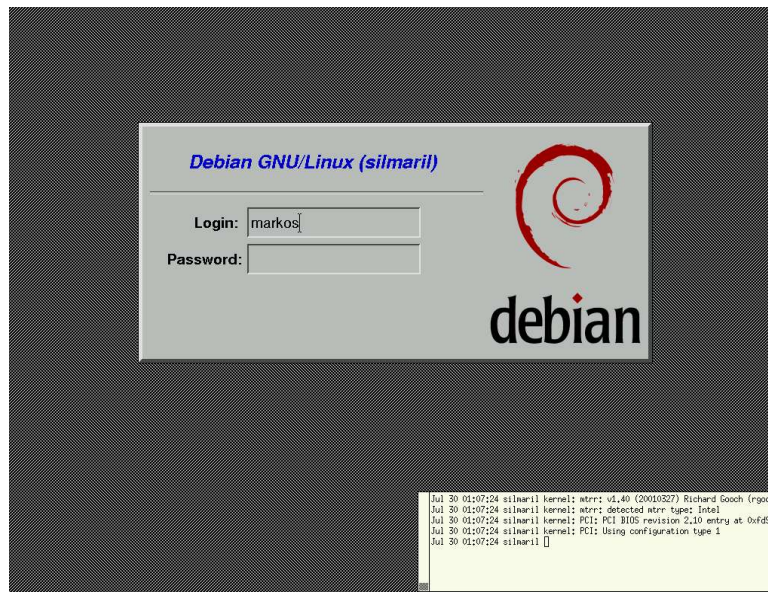 Debian GNU/Linux (silmaril)
Login: markos
Password:
debian
Jul 30 01:07:24 silmaril kernel: mtrr: v1.40 (20010327) Richard Gooch (rgoo
Jul 30 01:07:24 silmaril kernel: mtrr: detected mtrr type: Intel
Jul 30 01:07:24 silmaril kernel: PCI: PCI BIOS revision 2.10 entry at 0xfd5
Jul 30 01:07:24 silmaril kernel: PCI: Using configuration type 1
Jul 30 01:07:24 silmaril